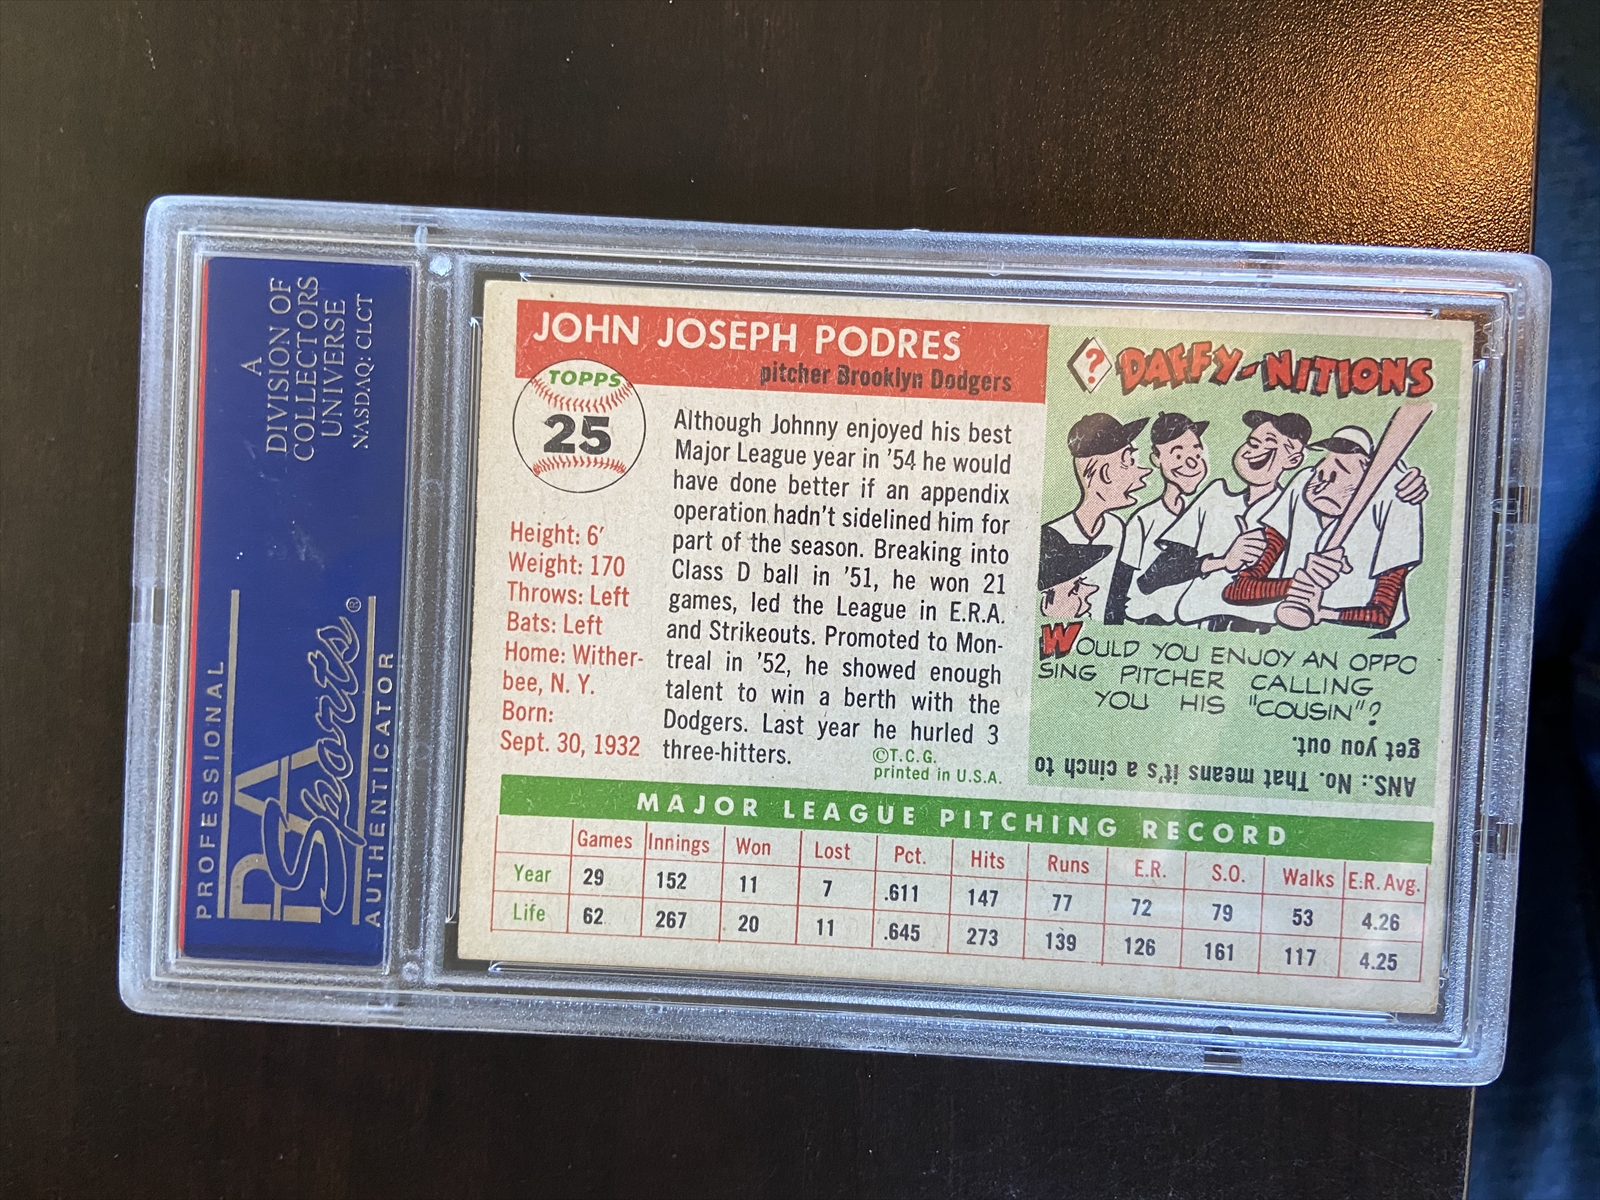 A
DIVISION OF
COLLECTORS
UNIVERSE
NASDAQ: CLCT
PROFESSIONAL
PSA
Sports®
AUTHENTICATOR
JOHN JOSEPH PODRES
pitcher Brooklyn Dodgers
TOPPS
25
Height: 6′
Weight: 170
Throws: Left
Bats: Left
Home: Wither-
bee, N. Y.
Born:
Sept. 30, 1932
Although Johnny enjoyed his best
Major League year in '54 he would
have done better if an appendix
operation hadn't sidelined him for
part of the season. Breaking into
Class D ball in '51, he won 21
games, led the League in E.R.A.
and Strikeouts. Promoted to Mon-
treal in '52, he showed enough
talent to win a berth with the
Dodgers. Last year he hurled 3
three-hitters.
©T.C.G.
printed in U.S.A.
? DAFFY-NITIONS
WOULD YOU ENJOY AN OPPO
SING PITCHER CALLING
YOU HIS "COUSIN"?
ANS.: No. That means it's a cinch to
get you out.
MAJOR LEAGUE PITCHING RECORD
Games Innings Won Lost Pct. Hits Runs E.R. S.O. Walks E.R. Avg.
Year 29 152 11 7 .611 147 77 72 79 53 4.26
Life 62 267 20 11 .645 273 139 126 161 117 4.25